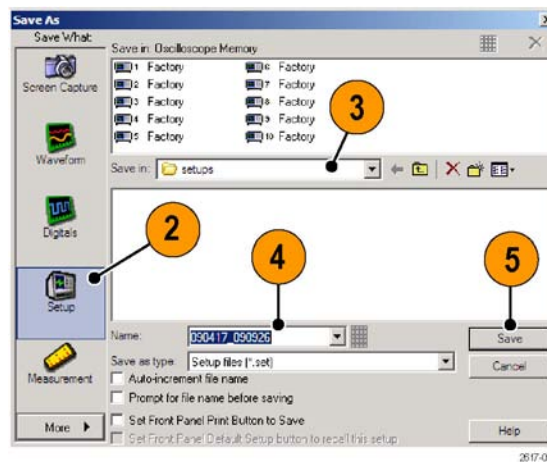 Save As
Save What:
Save in: Oscilloscope Memory
Screen Capture
1 Factory
6 Factory
2 Factory
7 Factory
3 Factory
8 Factory
4 Factory
9 Factory
5 Factory
10 Factory
3
Waveform
Save in: setups
Digitals
2
4
5
Setup
Name: 090417_090926
Save
Save as type: Setup files (*.set)
Cancel
Measurement
Auto-increment file name
Prompt for file name before saving
More
Set Front Panel Print Button to Save
Help
Set Front Panel Default Setup button to recall this setup